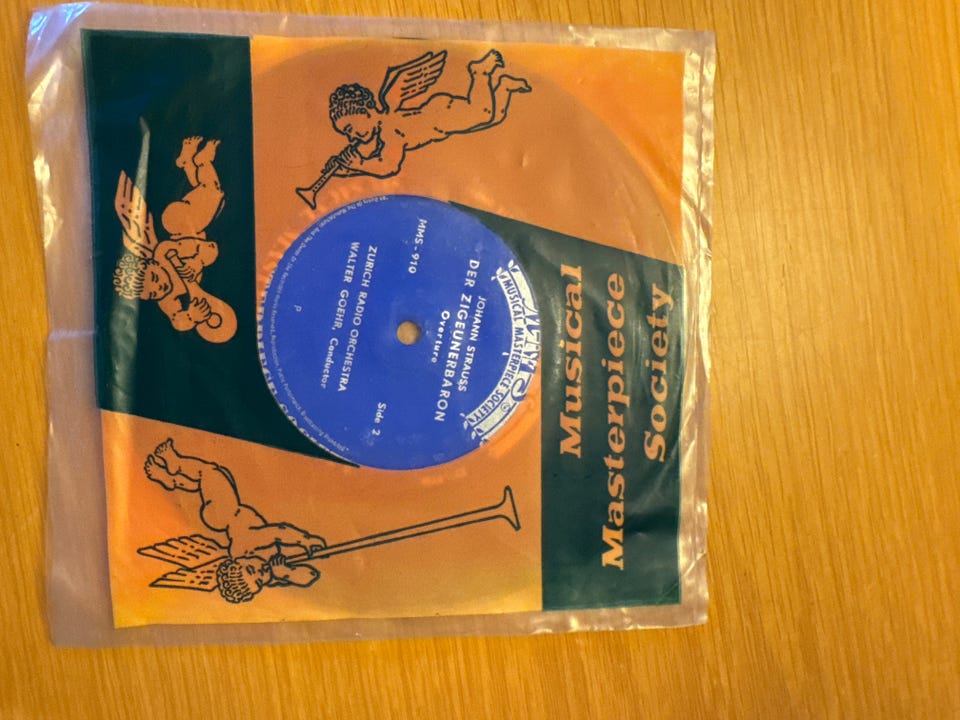 Musical
Masterpiece
Society
MMS
MUSICAL MASTERPIECE SOCIETY
JOHANN STRAUSS
DER ZIGEUNERBARON
Overture
MMS-910
Side 2
ZURICH RADIO ORCHESTRA
WALTER GOEHR, Conductor
P